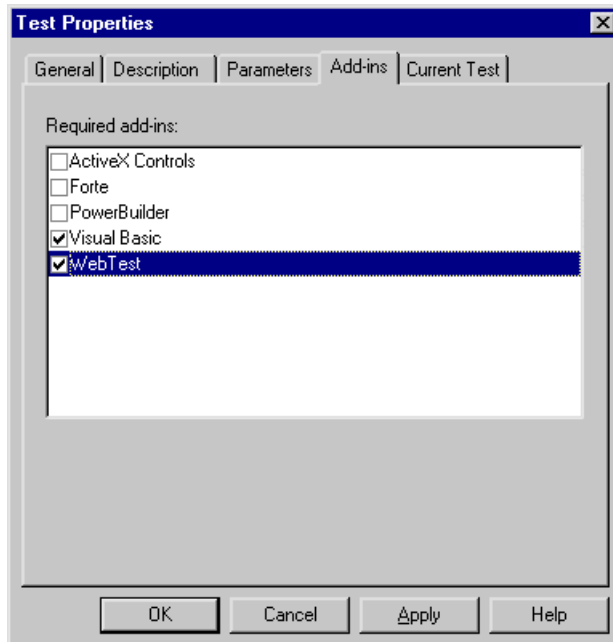 Test Properties
General Description Parameters Add-ins Current Test
Required add-ins:
ActiveX Controls
Forte
PowerBuilder
Visual Basic
WebTest
OK Cancel Apply Help